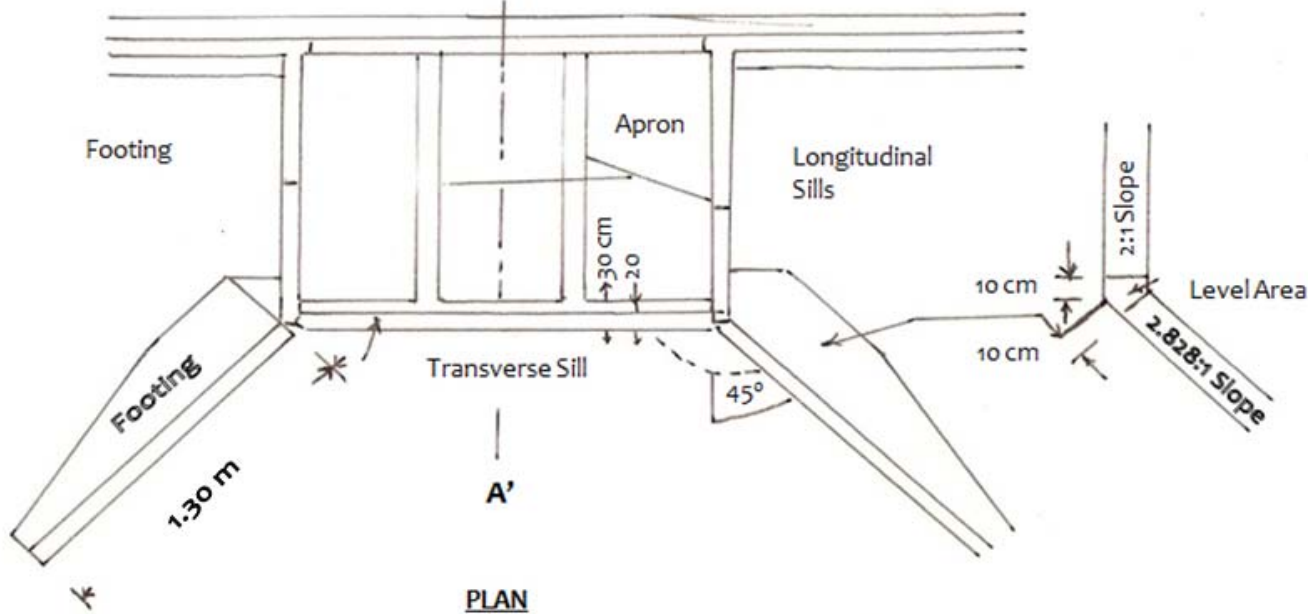 Footing
Apron
Longitudinal
Sills
2:1 Slope
30 cm
20
10 cm
Level Area
10 cm
2.828:1 Slope
Transverse Sill
45°
Footing
1.30 m
A'
PLAN